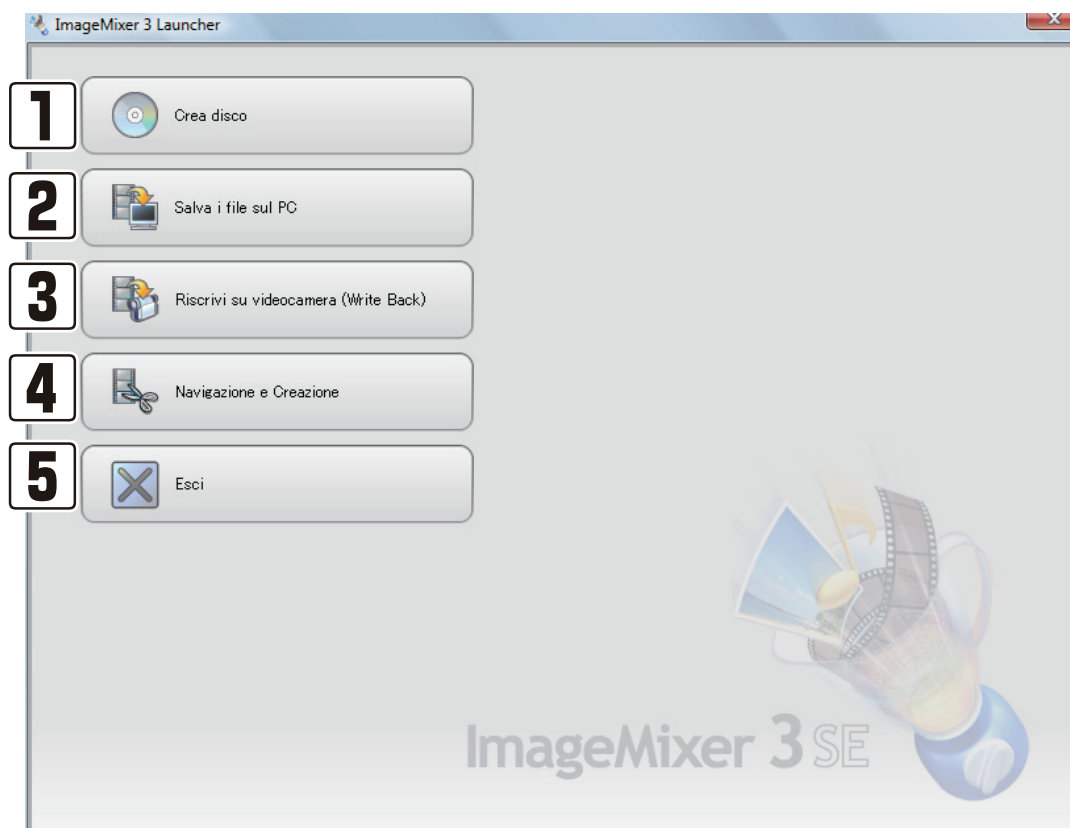 ImageMixer 3 Launcher
1 Crea disco
2 Salva i file sul PC
3 Riscrivi su videocamera (Write Back)
4 Navigazione e Creazione
5 Esci
ImageMixer 3 SE